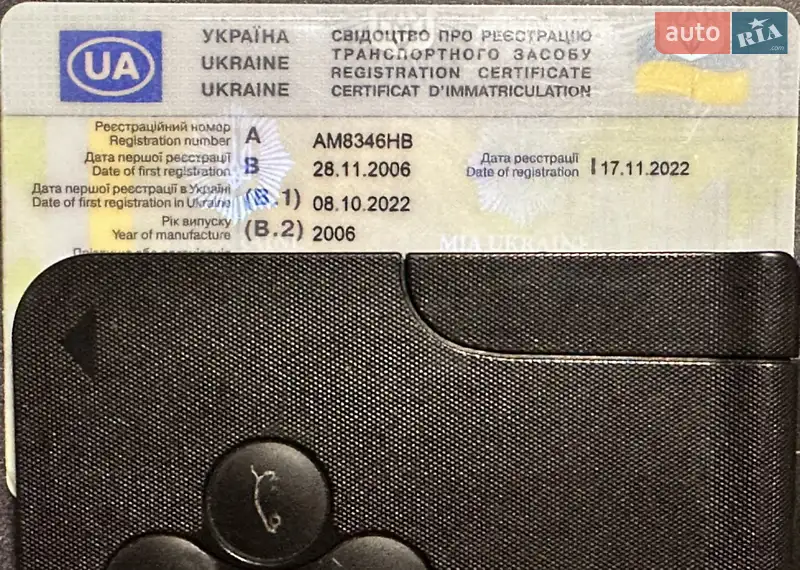 УКРАЇНА
UKRAINE
UKRAINE
СВІДОЦТВО ПРО РЕЄСТРАЦІЮ
ТРАНСПОРТНОГО ЗАСОБУ
REGISTRATION CERTIFICATE
CERTIFICAT D'IMMATRICULATION
UA
auto RIA .com
Реєстраційний номер
Registration number A AM8346HB
Дата першої реєстрації
Date of first registration B 28.11.2006
Дата реєстрації
Date of registration I 17.11.2022
Дата першої реєстрації в Україні
Date of first registration in Ukraine (B.1) 08.10.2022
Рік випуску
Year of manufacture (B.2) 2006
MIA UKRAINE